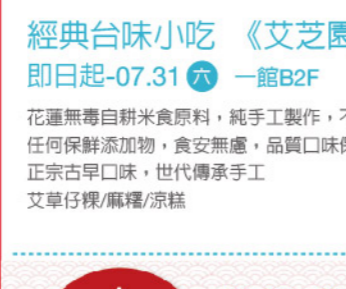 經典台味小吃 《艾芝園
即日起-07.31 六 一館B2F
花蓮無毒自耕米食原料，純手工製作，不
任何保鮮添加物，食安無慮，品質口味
正宗古早口味，世代傳承手工
艾草仔粿/麻糬/涼糕